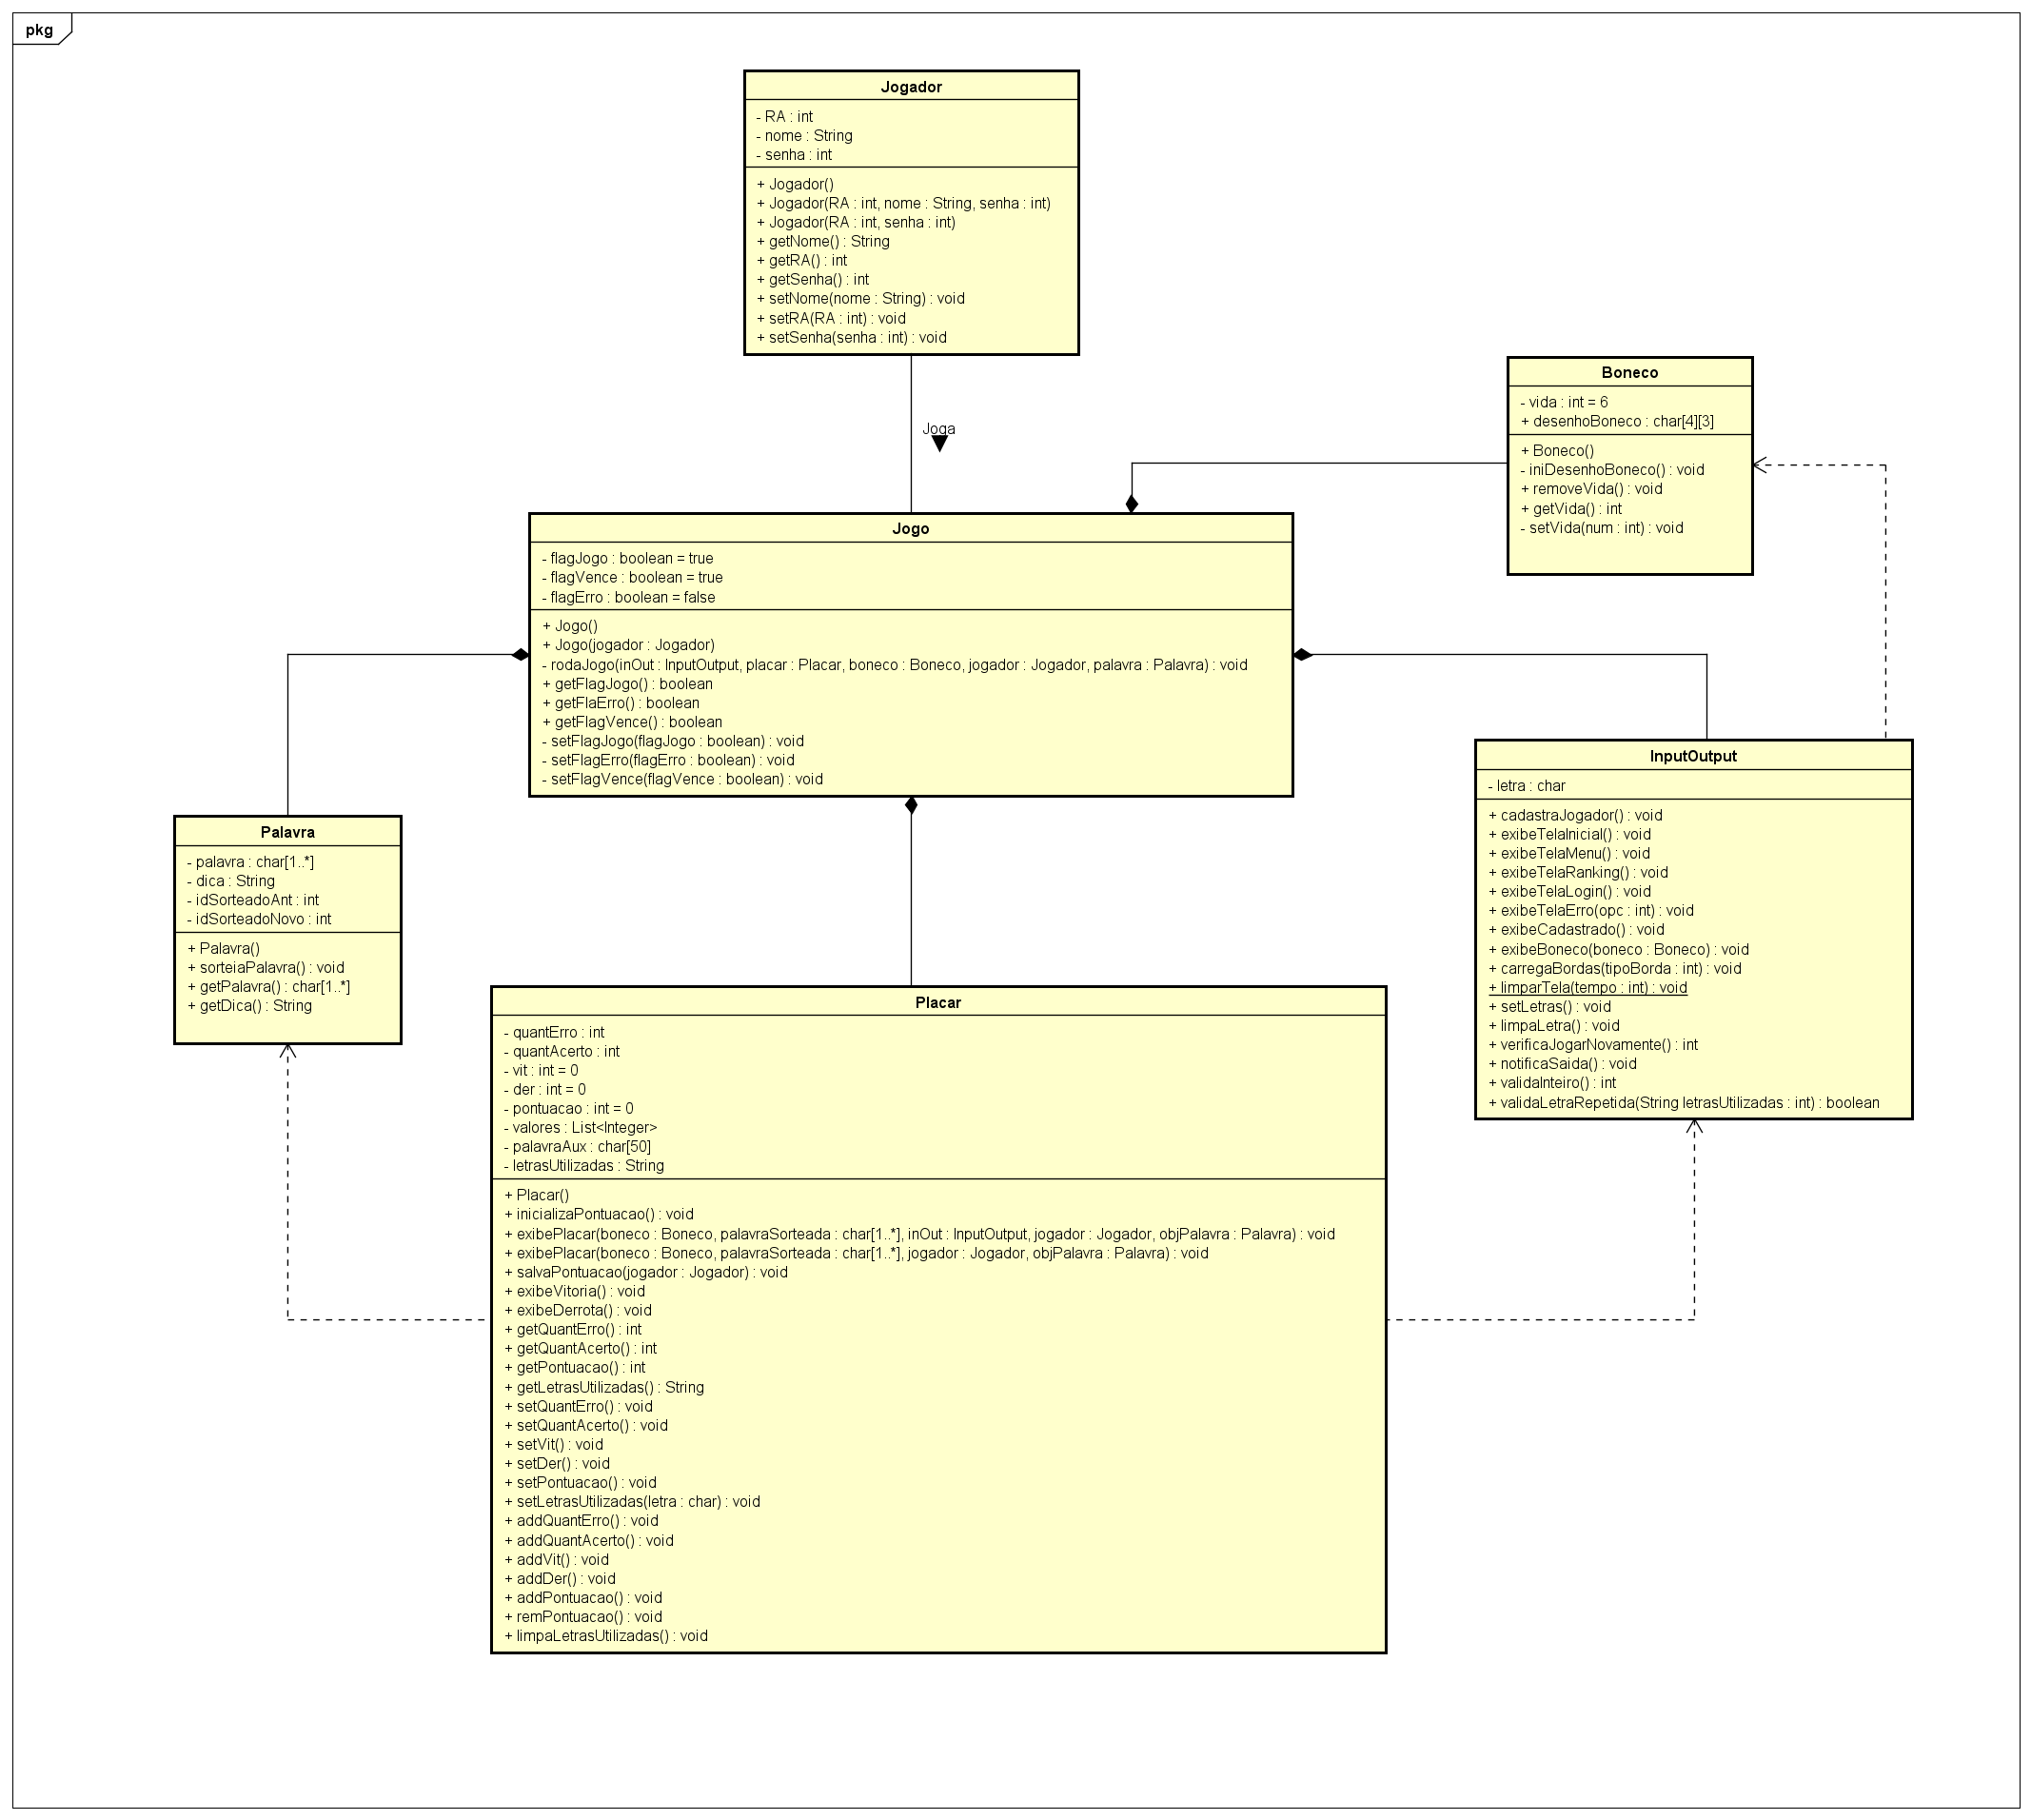 pkg
Jogador
- RA : int
- nome : String
- senha : int
+ Jogador()
+ Jogador(RA : int, nome : String, senha : int)
+ Jogador(RA : int, senha : int)
+ getNome() : String
+ getRA() : int
+ getSenha() : int
+ setNome(nome : String) : void
+ setRA(RA : int) : void
+ setSenha(senha : int) : void
Joga
Boneco
- vida : int = 6
+ desenhoBoneco : char[4][3]
+ Boneco()
- iniDesenhoBoneco() : void
+ removeVida() : void
+ getVida() : int
- setVida(num : int) : void
Jogo
- flagJogo : boolean = true
- flagVence : boolean = true
- flagErro : boolean = false
+ Jogo()
+ Jogo(jogador : Jogador)
- rodaJogo(inOut : InputOutput, placar : Placar, boneco : Boneco, jogador : Jogador, palavra : Palavra) : void
+ getFlagJogo() : boolean
+ getFlaErro() : boolean
+ getFlagVence() : boolean
- setFlagJogo(flagJogo : boolean) : void
- setFlagErro(flagErro : boolean) : void
- setFlagVence(flagVence : boolean) : void
InputOutput
- letra : char
+ cadastraJogador() : void
+ exibeTelaInicial() : void
+ exibeTelaMenu() : void
+ exibeTelaRanking() : void
+ exibeTelaLogin() : void
+ exibeTelaErro(opc : int) : void
+ exibeCadastrado() : void
+ exibeBoneco(boneco : Boneco) : void
+ carregaBordas(tipoBorda : int) : void
+ limparTela(tempo : int) : void
+ setLetras() : void
+ limpaLetra() : void
+ verificaJogarNovamente() : int
+ notificaSaida() : void
+ validaInteiro() : int
+ validaLetraRepetida(String letrasUtilizadas : int) : boolean
Palavra
- palavra : char[1..*]
- dica : String
- idSorteadoAnt : int
- idSorteadoNovo : int
+ Palavra()
+ sorteiaPalavra() : void
+ getPalavra() : char[1..*]
+ getDica() : String
Placar
- quantErro : int
- quantAcerto : int
- vit : int = 0
- der : int = 0
- pontuacao : int = 0
- valores : List<Integer>
- palavraAux : char[50]
- letrasUtilizadas : String
+ Placar()
+ inicializaPontuacao() : void
+ exibePlacar(boneco : Boneco, palavraSorteada : char[1..*], inOut : InputOutput, jogador : Jogador, objPalavra : Palavra) : void
+ exibePlacar(boneco : Boneco, palavraSorteada : char[1..*], jogador : Jogador, objPalavra : Palavra) : void
+ salvaPontuacao(jogador : Jogador) : void
+ exibeVitoria() : void
+ exibeDerrota() : void
+ getQuantErro() : int
+ getQuantAcerto() : int
+ getPontuacao() : int
+ getLetrasUtilizadas() : String
+ setQuantErro() : void
+ setQuantAcerto() : void
+ setVit() : void
+ setDer() : void
+ setPontuacao() : void
+ setLetrasUtilizadas(letra : char) : void
+ addQuantErro() : void
+ addQuantAcerto() : void
+ addVit() : void
+ addDer() : void
+ addPontuacao() : void
+ remPontuacao() : void
+ limpaLetrasUtilizadas() : void